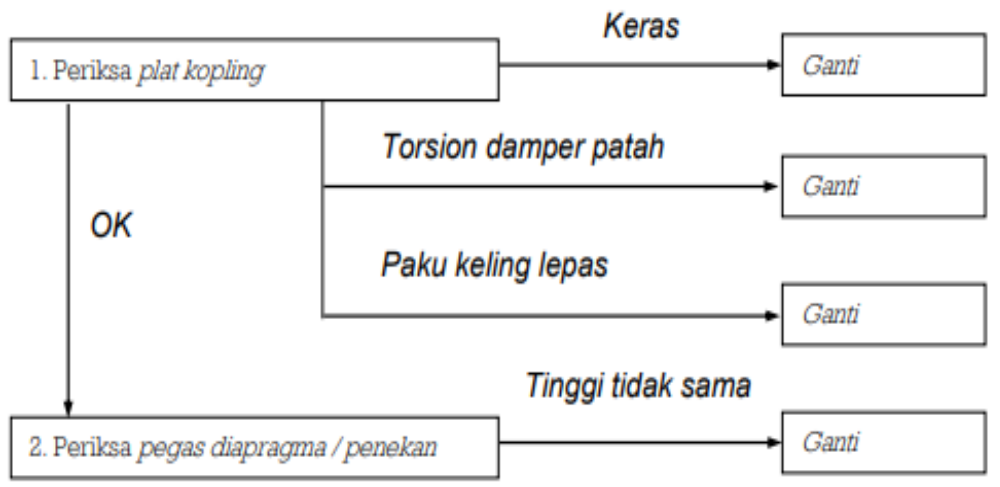 Keras
1. Periksa plat kopling
Ganti
Torsion damper patah
Ganti
OK
Paku keling lepas
Ganti
Tinggi tidak sama
2. Periksa pegas diapragma / penekan
Ganti